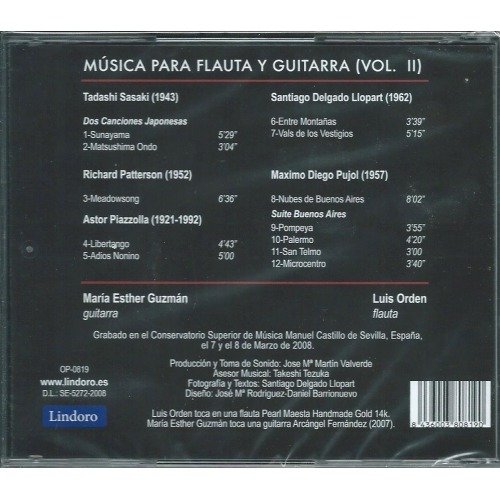 MÚSICA PARA FLAUTA Y GUITARRA (VOL. II)
Tadashi Sasaki (1943)
Dos Canciones Japonesas
1-Sunayama 5'29"
2-Matsushima Ondo 3'04"
Richard Patterson (1952)
3-Meadowsong 6'36"
Astor Piazzolla (1921-1992)
4-Libertango 4'43"
5-Adios Nonino 5'00
Santiago Delgado Llopart (1962)
6-Entre Montañas 3'39"
7-Vals de los Vestigios 5'15"
Maximo Diego Pujol (1957)
8-Nubes de Buenos Aires 8'02"
Suite Buenos Aires
9-Pompeya 3'55"
10-Palermo 4'20"
11-San Telmo 3'00
12-Microcentro 3'40"
María Esther Guzmán
guitarra
Luis Orden
flauta
Grabado en el Conservatorio Superior de Música Manuel Castillo de Sevilla, España,
el 7 y el 8 de Marzo de 2008.
Producción y Toma de Sonido: Jose Mª Martín Valverde
Asesor Musical: Takeshi Tezuka
Fotografía y Textos: Santiago Delgado Llopart
Diseño: José Mª Rodríguez-Daniel Barrionuevo
OP-0819
www.lindoro.es
D.L. SE-5272-2008
Lindoro
Luis Orden toca en una flauta Pearl Maesta Handmade Gold 14k.
María Esther Guzmán toca una guitarra Arcángel Fernández (2007).
8 436003 808190